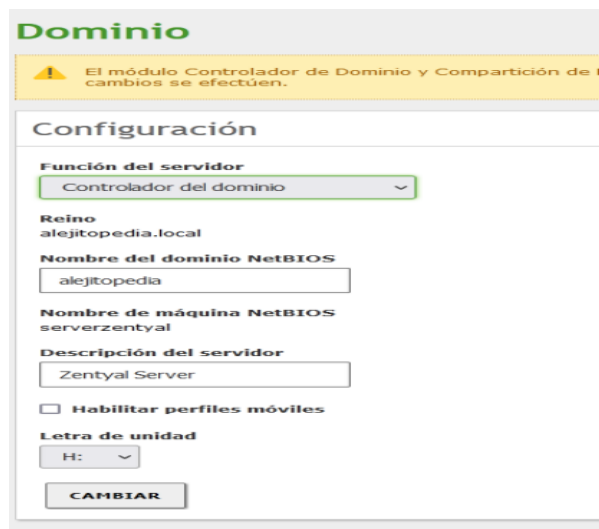 Dominio
El módulo Controlador de Dominio y Compartición de
cambios se efectúen.
Configuración
Función del servidor
Controlador del dominio
Reino
alejitopedia.local
Nombre del dominio NetBIOS
alejitopedia
Nombre de máquina NetBIOS
serverzentyal
Descripción del servidor
Zentyal Server
Habilitar perfiles móviles
Letra de unidad
H:
CAMBIAR